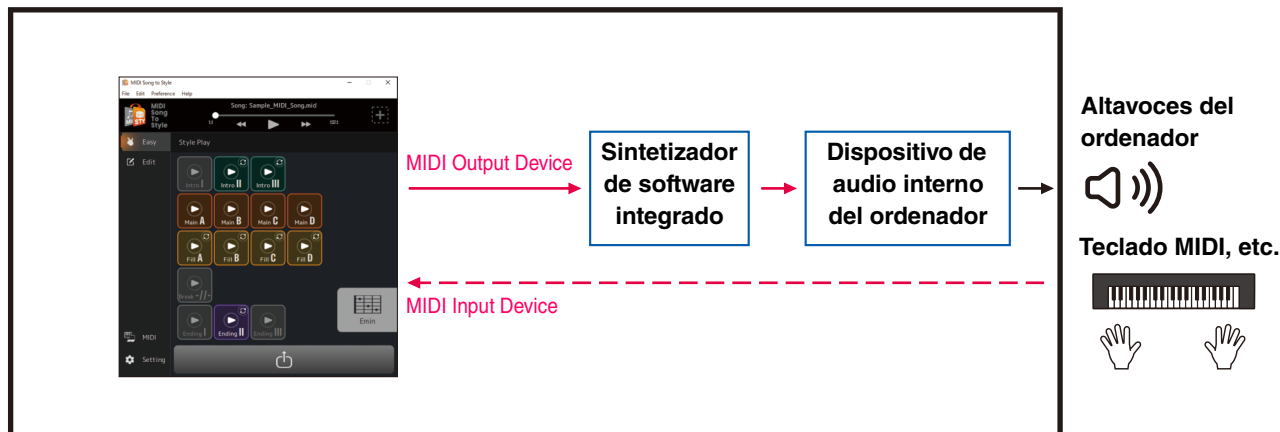 MIDI Song to Style
File Edit Preference Help
MIDI
Song
To
Style
Song: Sample_MIDI_Song.mid
1:1
Easy
Style Play
Edit
Intro I
Intro II
Intro III
Main A
Main B
Main C
Main D
Fill A
Fill B
Fill C
Fill D
Break -//-
Ending I
Ending II
Ending III
Emin
MIDI
Setting
MIDI Output Device
Sintetizador
de software
integrado
Dispositivo de
audio interno
del ordenador
MIDI Input Device
Altavoces del
ordenador
Teclado MIDI, etc.